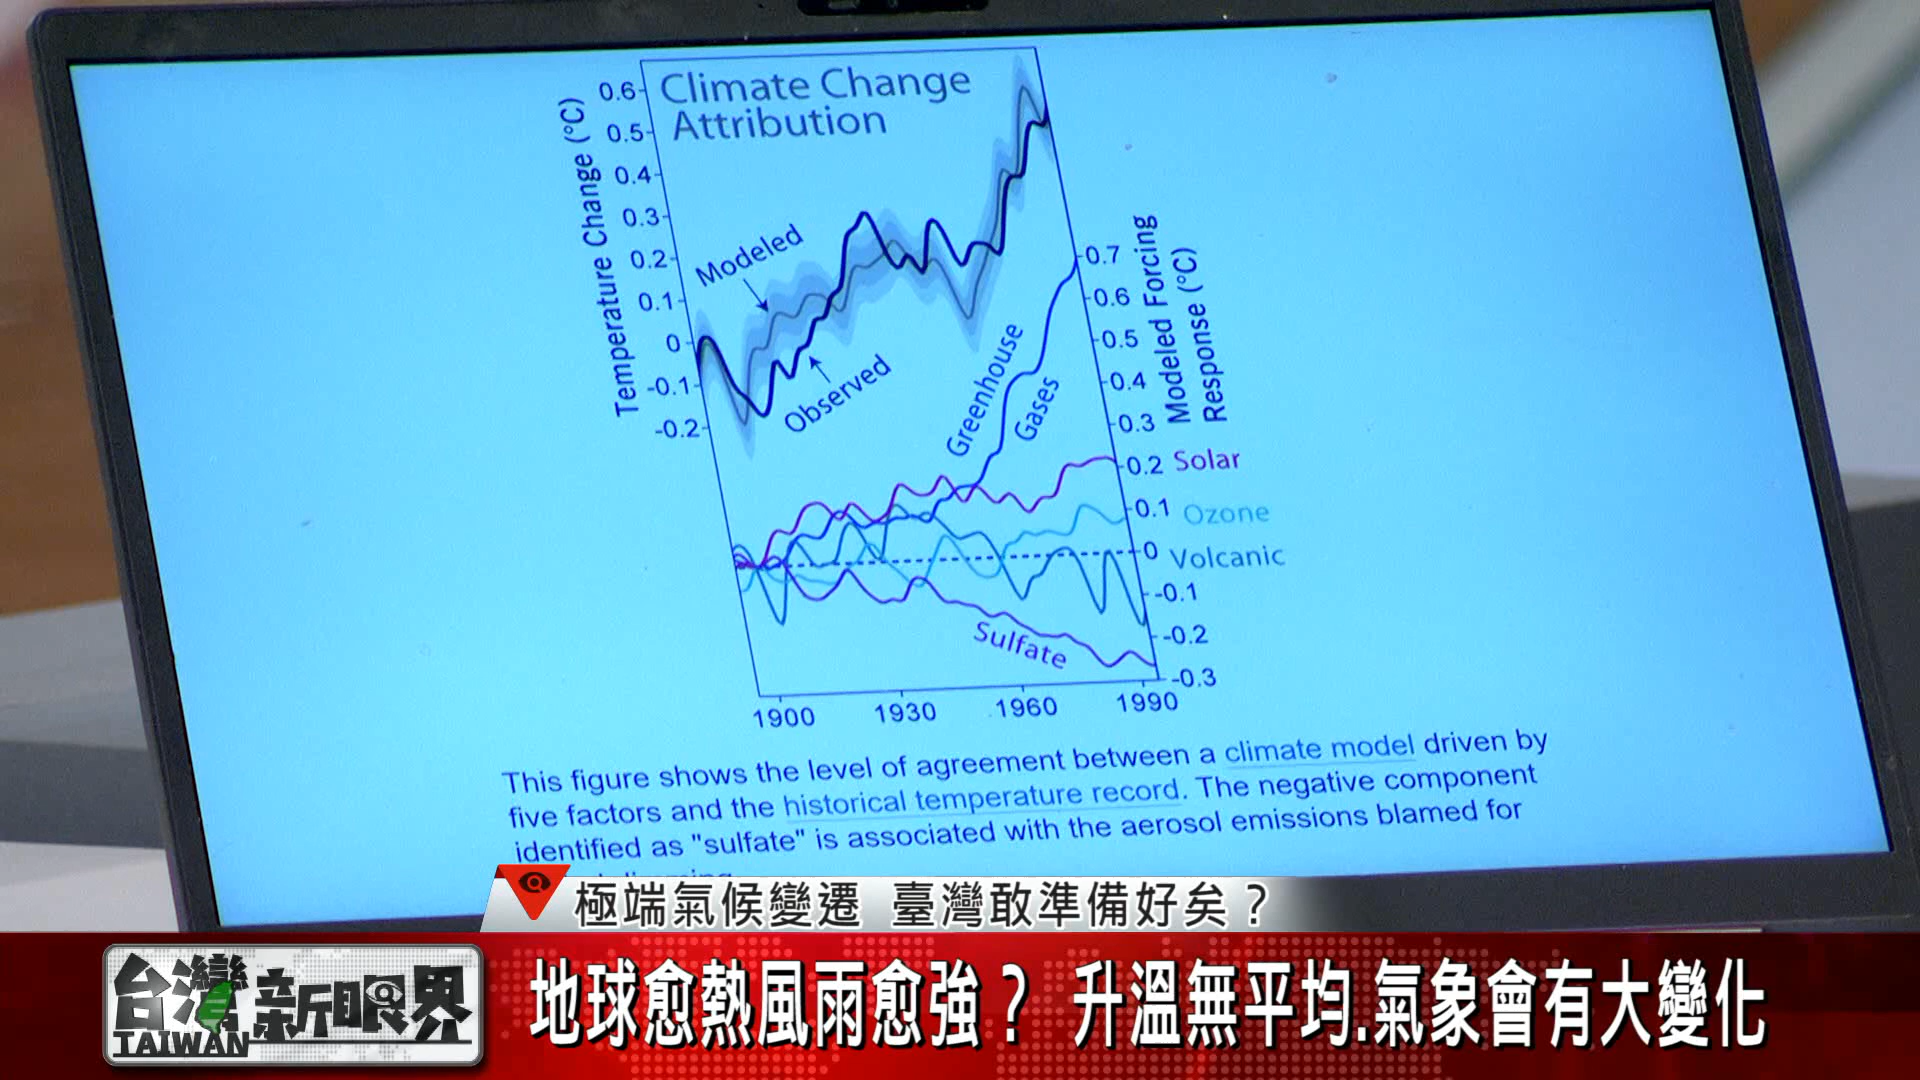 Climate Change
Attribution
Temperature Change (°C)
0.6
0.5
0.4
0.3
0.2
0.1
0
-0.1
-0.2
Modeled
Observed
Greenhouse
Gases
Modeled Forcing
Response (°C)
0.7
0.6
0.5
0.4
0.3
0.2 Solar
0.1 Ozone
0 Volcanic
-0.1
-0.2
-0.3
Sulfate
1900 1930 1960 1990
This figure shows the level of agreement between a climate model driven by
five factors and the historical temperature record. The negative component
identified as "sulfate" is associated with the aerosol emissions blamed for
極端氣候變遷 臺灣敢準備好矣?
台灣新眼界
TAIWAN
地球愈熱風雨愈強? 升溫無平均.氣象會有大變化